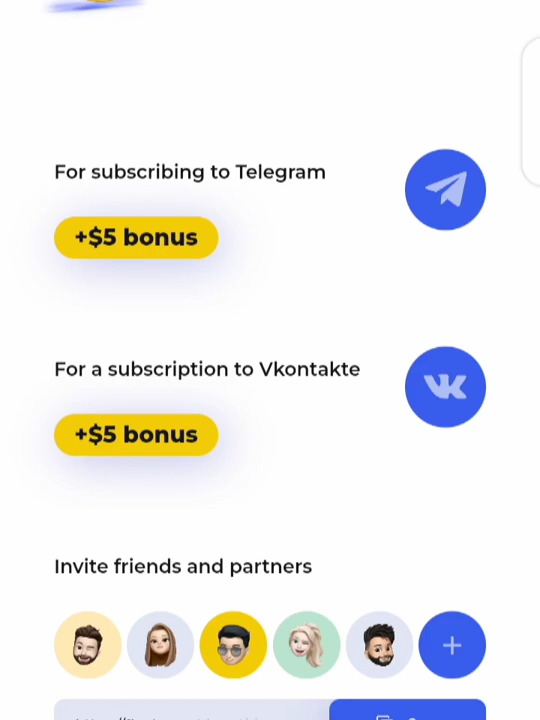 For subscribing to Telegram
+$5 bonus
For a subscription to Vkontakte
+$5 bonus
Invite friends and partners